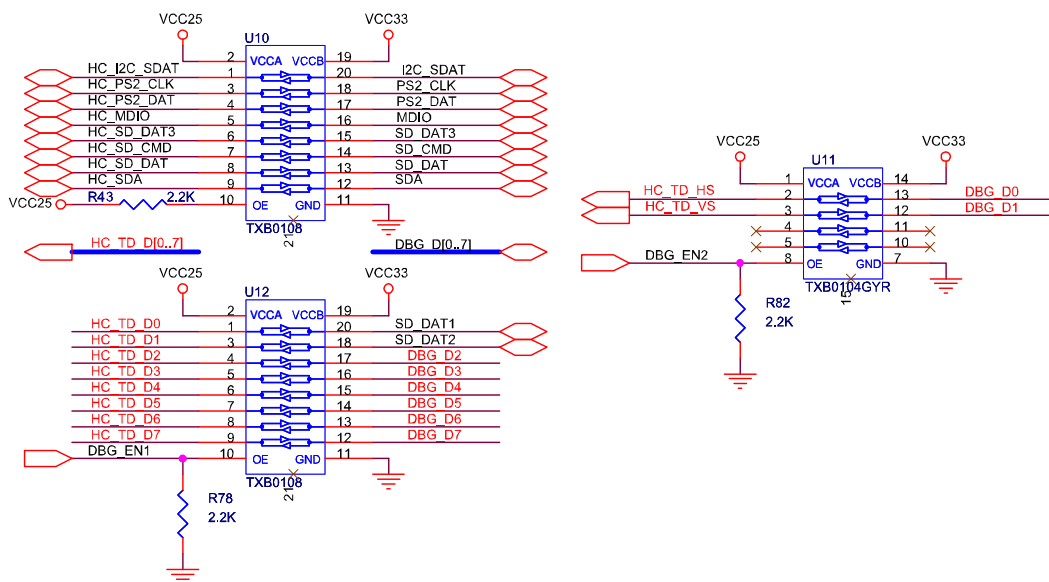 VCC25 VCC33
U10
2 VCCA VCCB 19
HC_I2C_SDAT 1 20 I2C_SDAT
HC_PS2_CLK 3 18 PS2_CLK
HC_PS2_DAT 4 17 PS2_DAT
HC_MDIO 5 16 MDIO
HC_SD_DAT3 6 15 SD_DAT3
HC_SD_CMD 7 14 SD_CMD
HC_SD_DAT 8 13 SD_DAT
HC_SDA 9 12 SDA
VCC25 R43 2.2K 10 OE GND 11
21
TXB0108
HC_TD_D[0..7] DBG_D[0..7]
VCC25 VCC33
U12
2 VCCA VCCB 19
HC_TD_D0 1 20 SD_DAT1
HC_TD_D1 3 18 SD_DAT2
HC_TD_D2 4 17 DBG_D2
HC_TD_D3 5 16 DBG_D3
HC_TD_D4 6 15 DBG_D4
HC_TD_D5 7 14 DBG_D5
HC_TD_D6 8 13 DBG_D6
HC_TD_D7 9 12 DBG_D7
DBG_EN1 10 OE GND 11
21
TXB0108
R78
2.2K
VCC25 VCC33
U11
1 VCCA VCCB 14
HC_TD_HS 2 13 DBG_D0
HC_TD_VS 3 12 DBG_D1
4 11
5 10
DBG_EN2 8 OE GND 7
15
TXB0104GYR
R82
2.2K